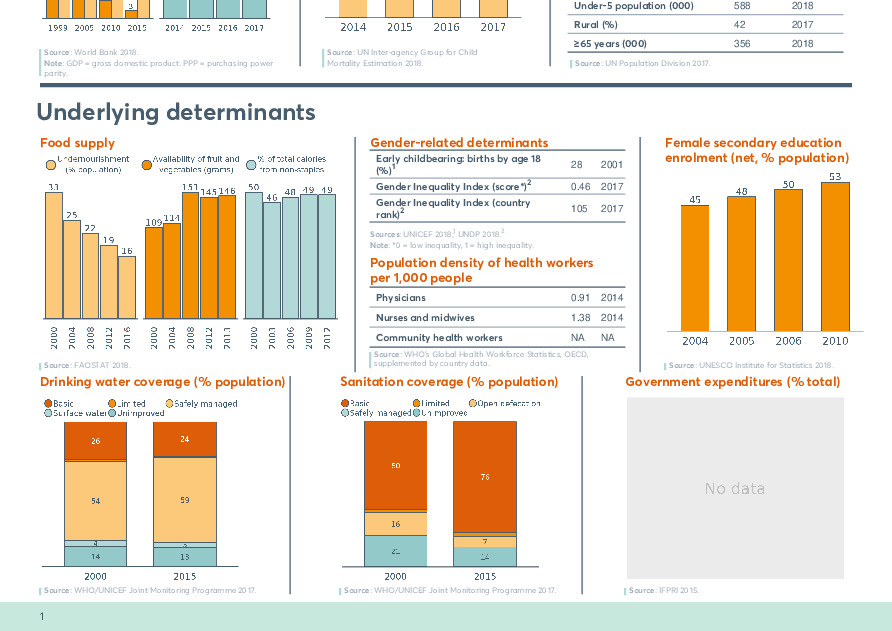 3
1999 2005 2010 2015
2014 2015 2016 2017
Source: World Bank 2018.
Note: GDP = gross domestic product. PPP = purchasing power
parity.
2014 2015 2016 2017
Source: UN Inter-agency Group for Child
Mortality Estimation 2018.
Under-5 population (000) 588 2018
Rural (%) 42 2017
≥65 years (000) 356 2018
Source: UN Population Division 2017.
Underlying determinants
Food supply
Undernourishment
(% population)
Availability of fruit and
vegetables (grams)
% of total calories
from non-staples
33 25 22 19 16
109 114 151 145 146
50 46 48 49 49
2000 2004 2008 2012 2016
2000 2004 2008 2012 2013
2000 2003 2006 2009 2012
Source: FAOSTAT 2018.
Gender-related determinants
Early childbearing: births by age 18
(%)¹ 28 2001
Gender Inequality Index (score*)² 0.46 2017
Gender Inequality Index (country
rank)² 105 2017
Sources: UNICEF 2018,¹ UNDP 2018.²
Note: *0 = low inequality, 1 = high inequality.
Population density of health workers
per 1,000 people
Physicians 0.91 2014
Nurses and midwives 1.38 2014
Community health workers NA NA
Source: WHO's Global Health Workforce Statistics, OECD,
supplemented by country data.
Female secondary education
enrolment (net, % population)
45 48 50 53
2004 2005 2006 2010
Source: UNESCO Institute for Statistics 2018.
Drinking water coverage (% population)
Basic Limited Safely managed
Surface water Unimproved
26 24
54 59
4
14 13
2000 2015
Source: WHO/UNICEF Joint Monitoring Programme 2017.
Sanitation coverage (% population)
Basic Limited Open defecation
Safely managed Unimproved
60 76
16 7
21 14
2000 2015
Source: WHO/UNICEF Joint Monitoring Programme 2017.
Government expenditures (% total)
No data
Source: IFPRI 2015.
1